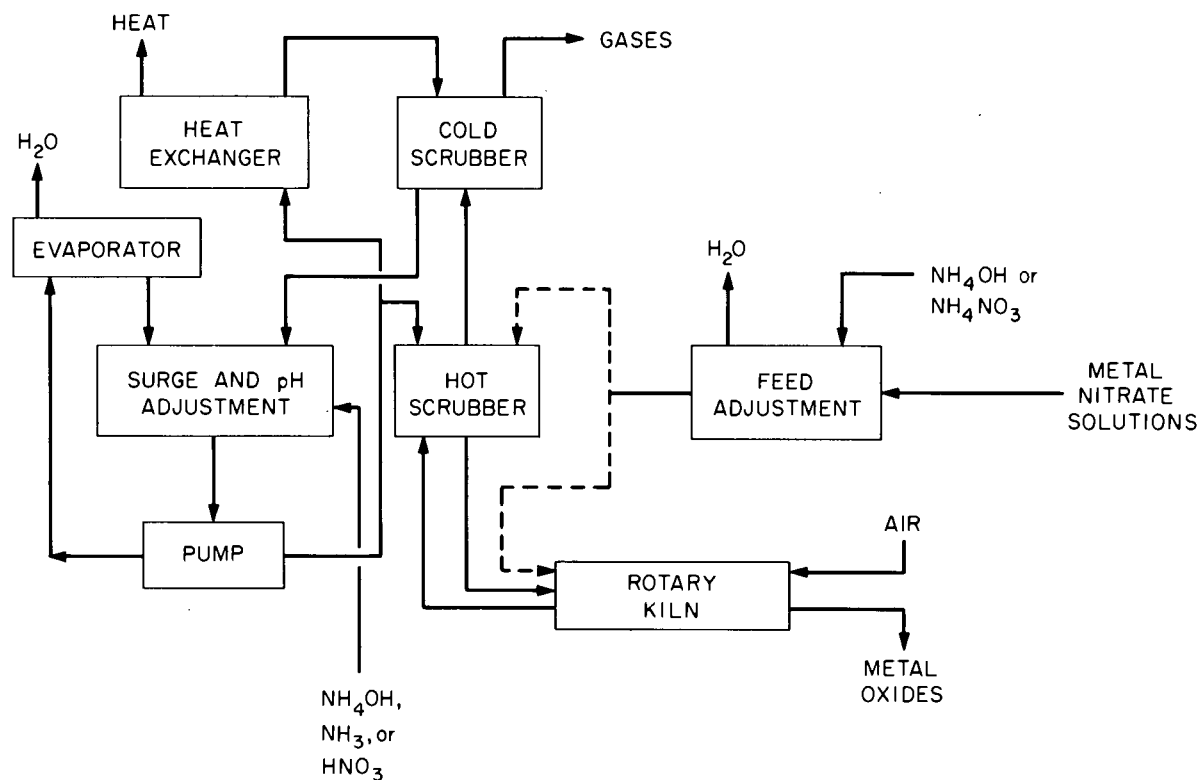 HEAT
GASES
HEAT
EXCHANGER
COLD
SCRUBBER
H₂O
EVAPORATOR
H₂O
NH₄OH or
NH₄NO₃
SURGE AND pH
ADJUSTMENT
HOT
SCRUBBER
FEED
ADJUSTMENT
METAL
NITRATE
SOLUTIONS
PUMP
AIR
ROTARY
KILN
METAL
OXIDES
NH₄OH,
NH₃, or
HNO₃